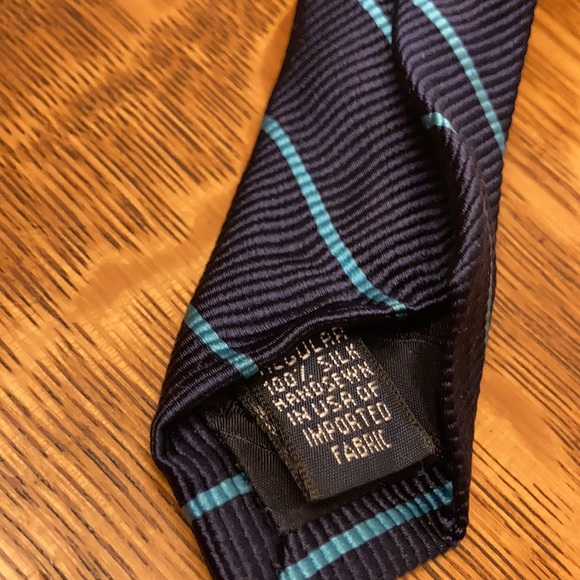 REGULAR
100% SILK
HANDSEWN
IN USA OF
IMPORTED
FABRIC